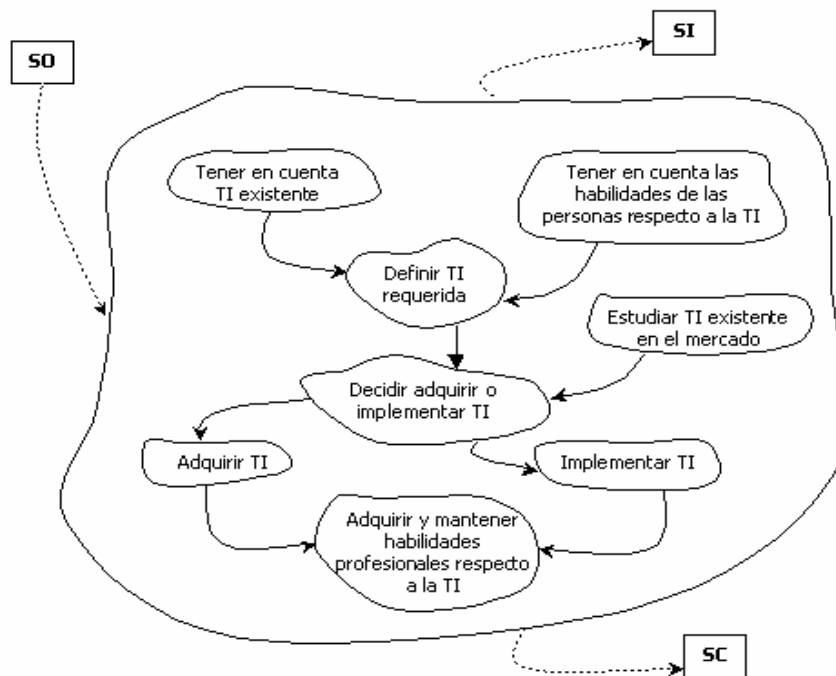 SI
SO
Tener en cuenta
TI existente
Tener en cuenta las
habilidades de las
personas respecto a la TI
Definir TI
requerida
Estudiar TI existente
en el mercado
Decidir adquirir o
implementar TI
Adquirir TI
Implementar TI
Adquirir y mantener
habilidades
profesionales respecto
a la TI
SC